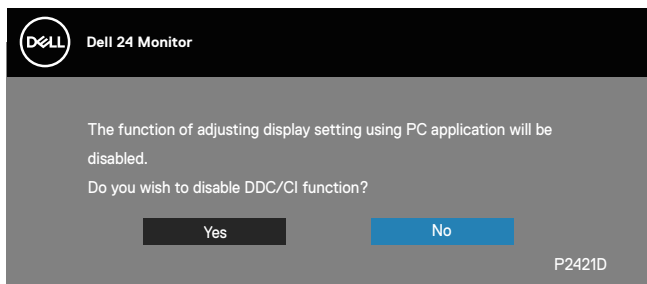 DELL
Dell 24 Monitor
The function of adjusting display setting using PC application will be
disabled.
Do you wish to disable DDC/CI function?
Yes
No
P2421D